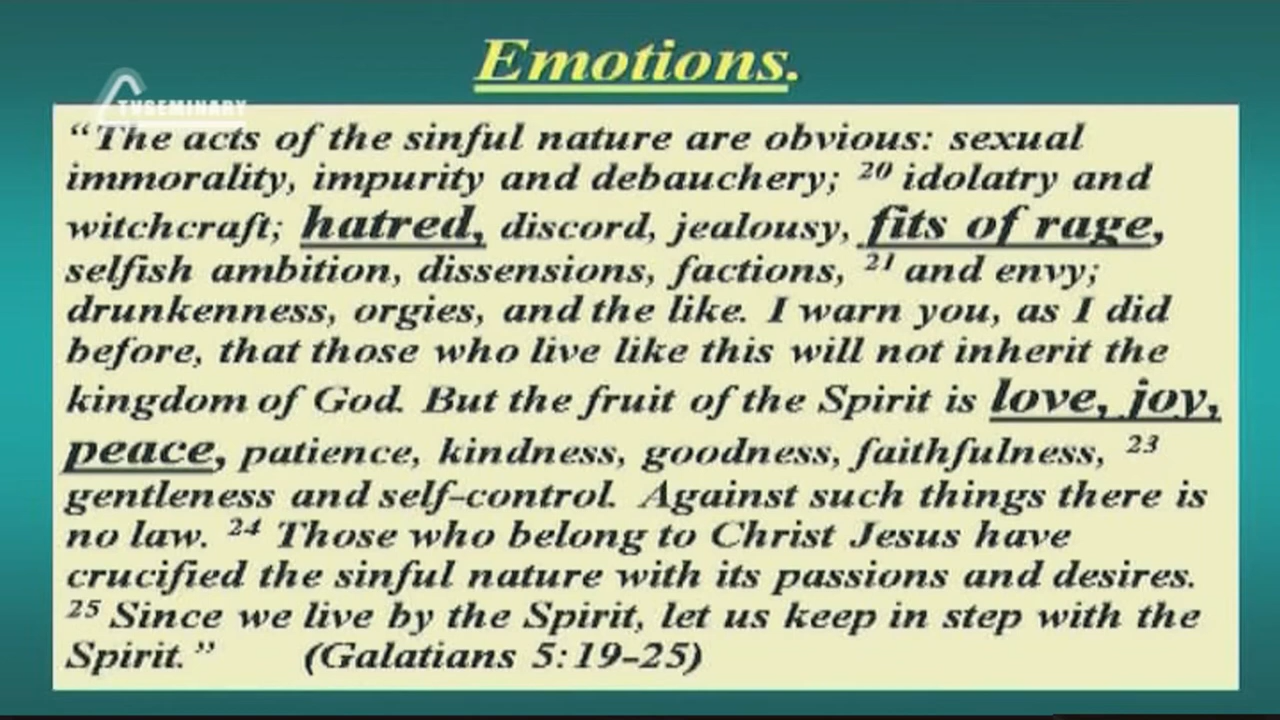 Emotions.
TVSEMINARY
“The acts of the sinful nature are obvious: sexual
immorality, impurity and debauchery; 20 idolatry and
witchcraft; hatred, discord, jealousy, fits of rage,
selfish ambition, dissensions, factions, 21 and envy;
drunkenness, orgies, and the like. I warn you, as I did
before, that those who live like this will not inherit the
kingdom of God. But the fruit of the Spirit is love, joy,
peace, patience, kindness, goodness, faithfulness, 23
gentleness and self-control. Against such things there is
no law. 24 Those who belong to Christ Jesus have
crucified the sinful nature with its passions and desires.
25 Since we live by the Spirit, let us keep in step with the
Spirit.” (Galatians 5:19-25)